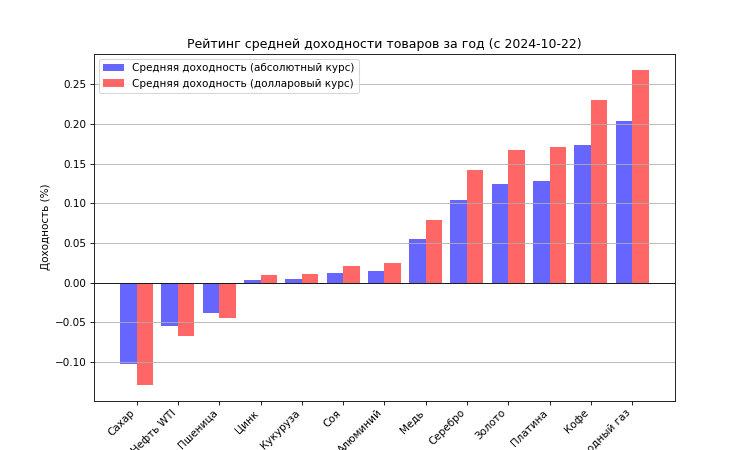 Рейтинг средней доходности товаров за год (с 2024-10-22)
Средняя доходность (абсолютный курс)
Средняя доходность (долларовый курс)
Доходность (%)
0.25
0.20
0.15
0.10
0.05
0.00
−0.05
−0.10
Сахар
Нефть WTI
Пшеница
Цинк
Кукуруза
Соя
Алюминий
Медь
Серебро
Золото
Платина
Кофе
газ